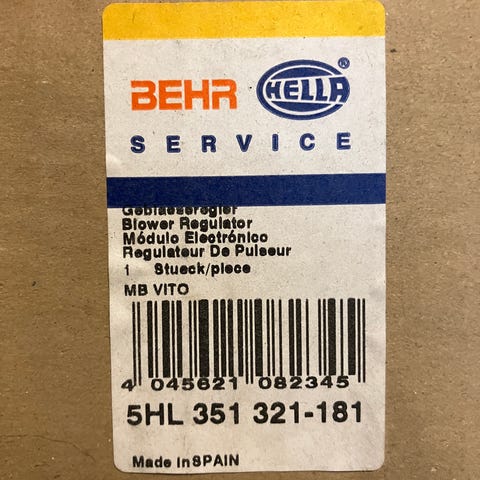 BEHR HELLA ®
SERVICE
Geblaeseregler
Blower Regulator
Módulo Electrónico
Regulateur De Pulseur
1 Stueck/piece
MB VITO
4 045621 082345
5HL 351 321-181
Made in SPAIN